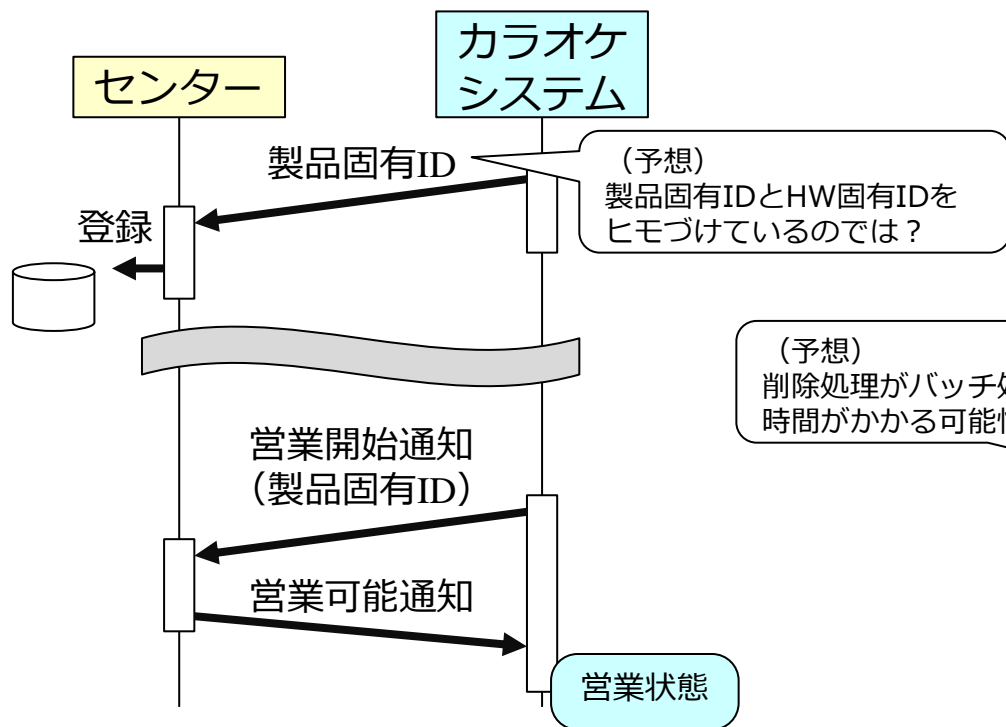 センター
カラオケ
システム
製品固有ID
（予想）
製品固有IDとHW固有IDを
ヒモづけているのでは？
登録
（予想）
削除処理がバッチ
時間がかかる可能
営業開始通知
（製品固有ID）
営業可能通知
営業状態